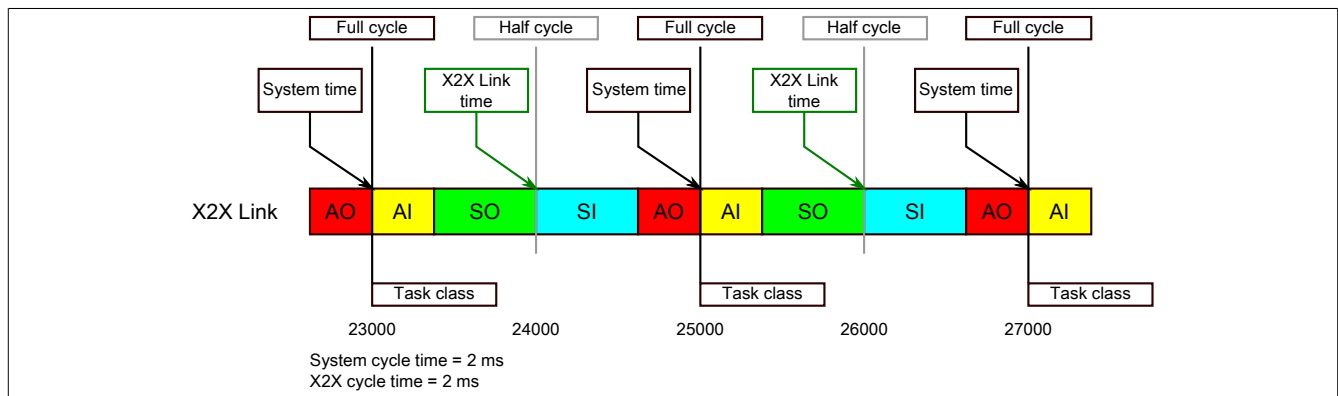 Full cycle
Half cycle
Full cycle
Half cycle
Full cycle
System time
X2X Link
time
System time
X2X Link
time
System time
X2X Link
AO
AI
SO
SI
AO
AI
SO
SI
AO
AI
Task class
Task class
Task class
23000
24000
25000
26000
27000
System cycle time = 2 ms
X2X cycle time = 2 ms